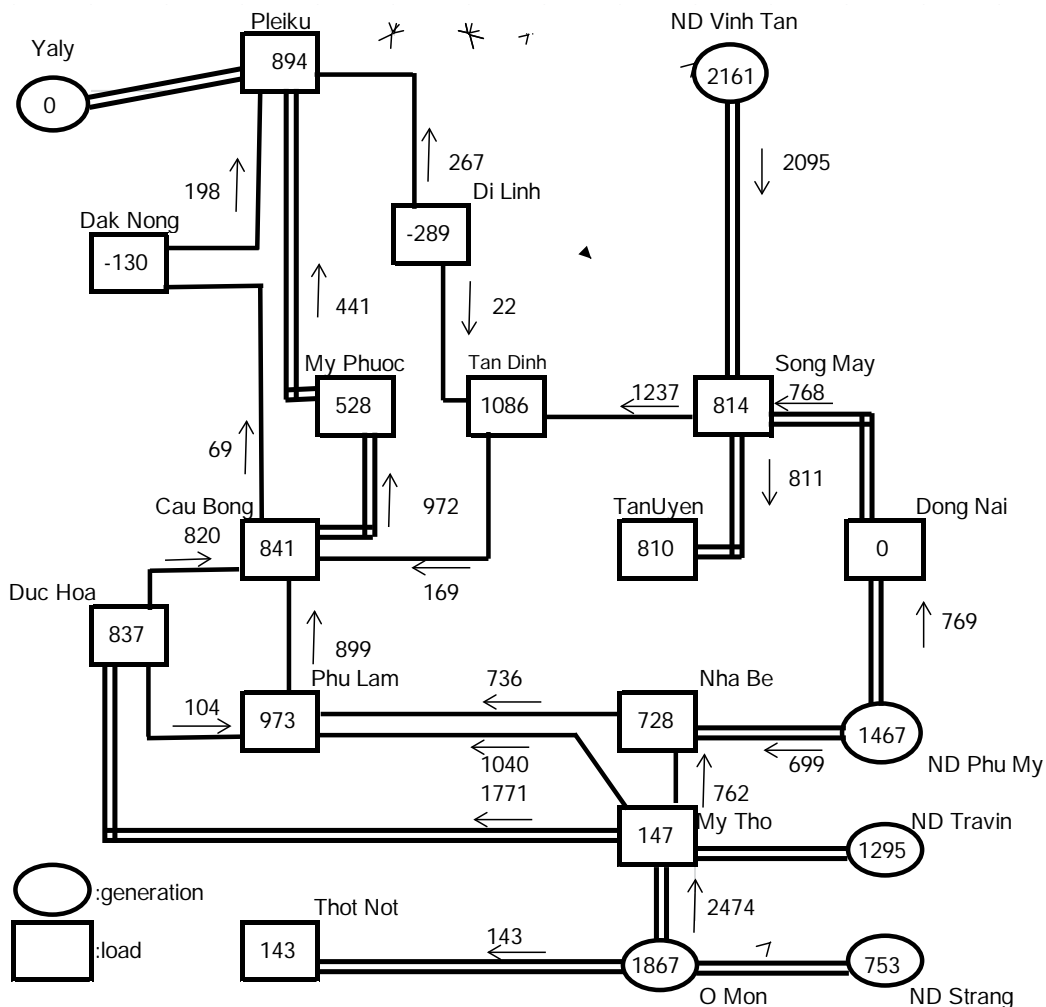 Pleiku
ND Vinh Tan
Yaly
894
2161
0
267
2095
198
Di Linh
Dak Nong
-289
-130
441
22
My Phuoc
Tan Dinh
Song May
1237
768
528
1086
814
69
972
811
Cau Bong
TanUyen
Dong Nai
820
841
810
0
169
Duc Hoa
837
899
769
Phu Lam
736
Nha Be
104
973
728
1467
1040
699
ND Phu My
1771
762
147
My Tho
ND Travin
1295
:generation
Thot Not
2474
:load
143
143
1867
753
O Mon
ND Strang